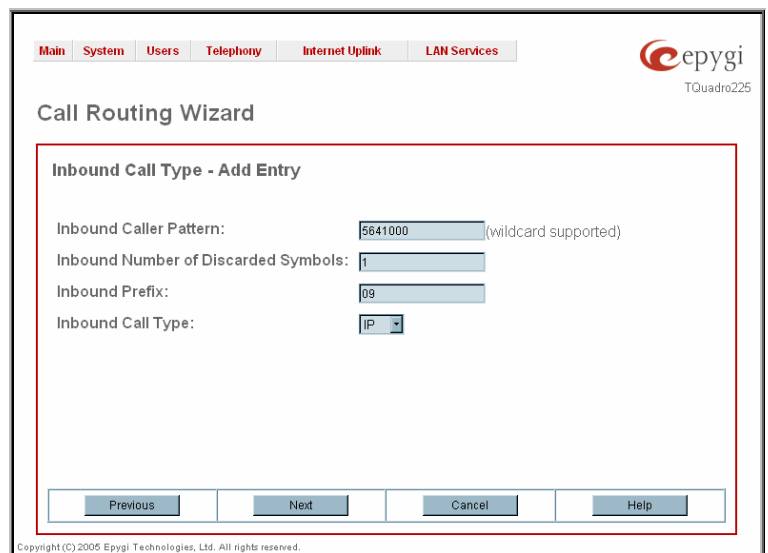 Main System Users Telephony Internet Uplink LAN Services
epygi
TQuadro225
Call Routing Wizard
Inbound Call Type - Add Entry
Inbound Caller Pattern: 5641000 (wildcard supported)
Inbound Number of Discarded Symbols: 1
Inbound Prefix: 09
Inbound Call Type: IP
Previous Next Cancel Help
Copyright (C) 2005 Epygi Technologies, Ltd. All rights reserved.